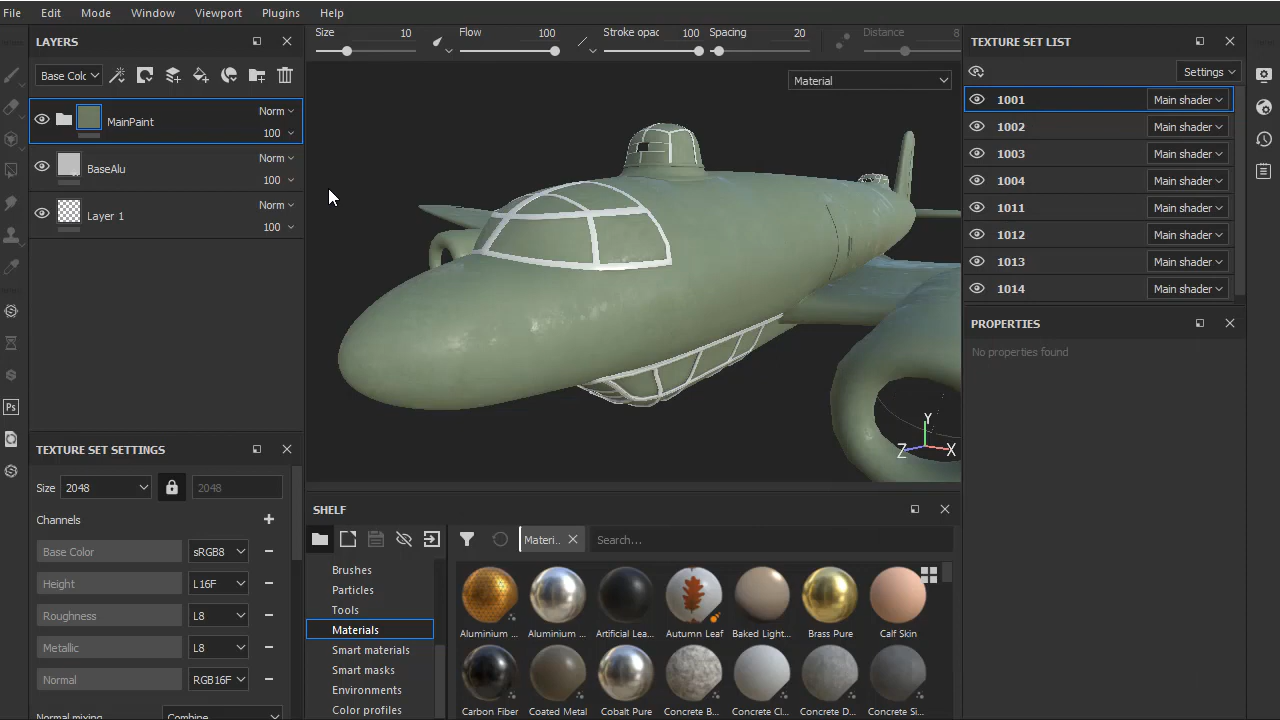 File Edit Mode Window Viewport Plugins Help
LAYERS
Base Colc
MainPaint
Norm
100
BaseAlu
Norm
100
Layer 1
Norm
100
TEXTURE SET SETTINGS
Size 2048 2048
Channels
Base Color sRGB8
Height L16F
Roughness L8
Metallic L8
Normal RGB16F
Normal mixing Combine
Size 10 Flow 100 Stroke opac 100 Spacing 20 Distance 8
Material
Y
Z X
SHELF
Materi..
Search...
Brushes
Particles
Tools
Materials
Smart materials
Smart masks
Environments
Color profiles
Aluminium ... Aluminium ... Artificial Lea... Autumn Leaf Baked Light... Brass Pure Calf Skin
Carbon Fiber Coated Metal Cobalt Pure Concrete B... Concrete Cl... Concrete D... Concrete Si...
TEXTURE SET LIST
Settings
1001 Main shader
1002 Main shader
1003 Main shader
1004 Main shader
1011 Main shader
1012 Main shader
1013 Main shader
1014 Main shader
PROPERTIES
No properties found
Ps